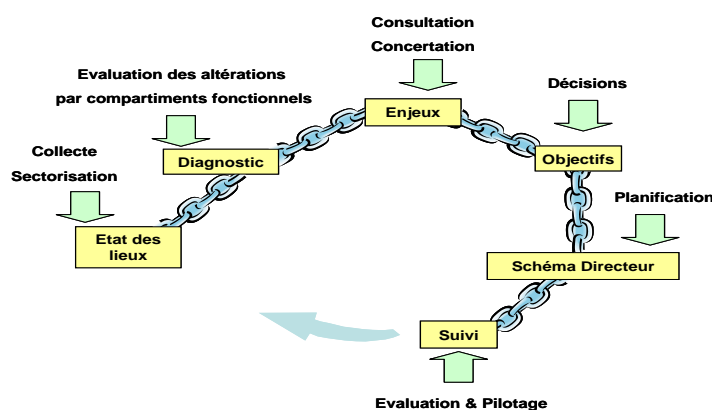 Consultation
Concertation
Evaluation des altérations
par compartiments fonctionnels
Décisions
Enjeux
Collecte
Sectorisation
Diagnostic
Objectifs
Planification
Etat des
lieux
Schéma Directeur
Suivi
Evaluation & Pilotage